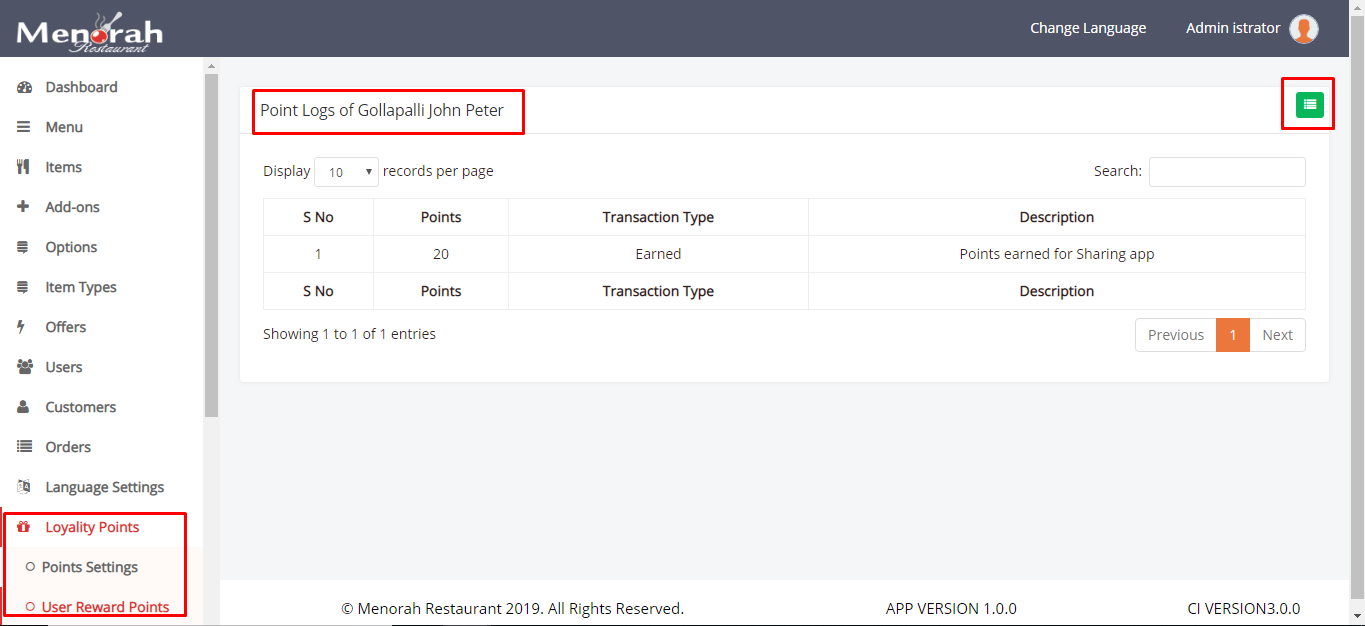 Menorah
Restaurant
Change Language
Admin istrator
Dashboard
Menu
Items
Add-ons
Options
Item Types
Offers
Users
Customers
Orders
Language Settings
Loyality Points
Points Settings
User Reward Points
Point Logs of Gollapalli John Peter
Display 10 records per page
Search:
S No Points Transaction Type Description
1 20 Earned Points earned for Sharing app
S No Points Transaction Type Description
Showing 1 to 1 of 1 entries
Previous 1 Next
© Menorah Restaurant 2019. All Rights Reserved. APP VERSION 1.0.0 CI VERSION3.0.0